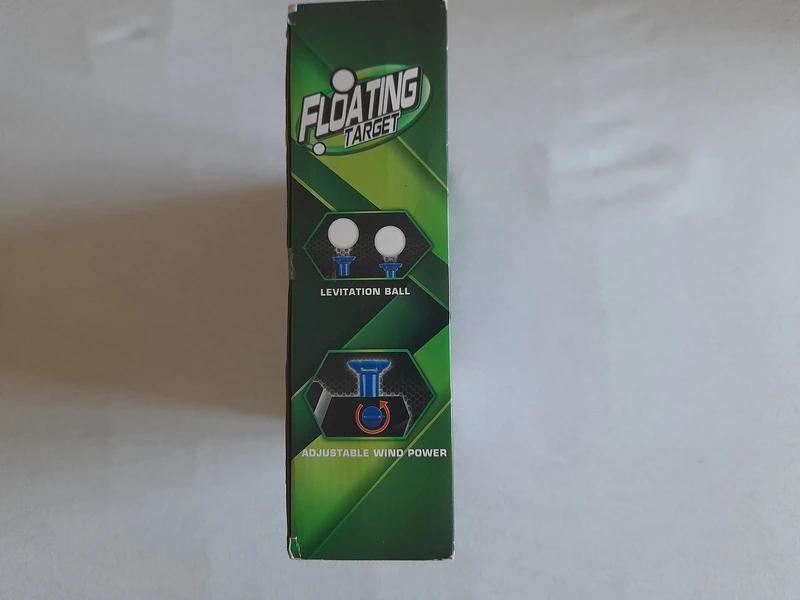 FLOATING
TARGET
LEVITATION BALL
ADJUSTABLE WIND POWER